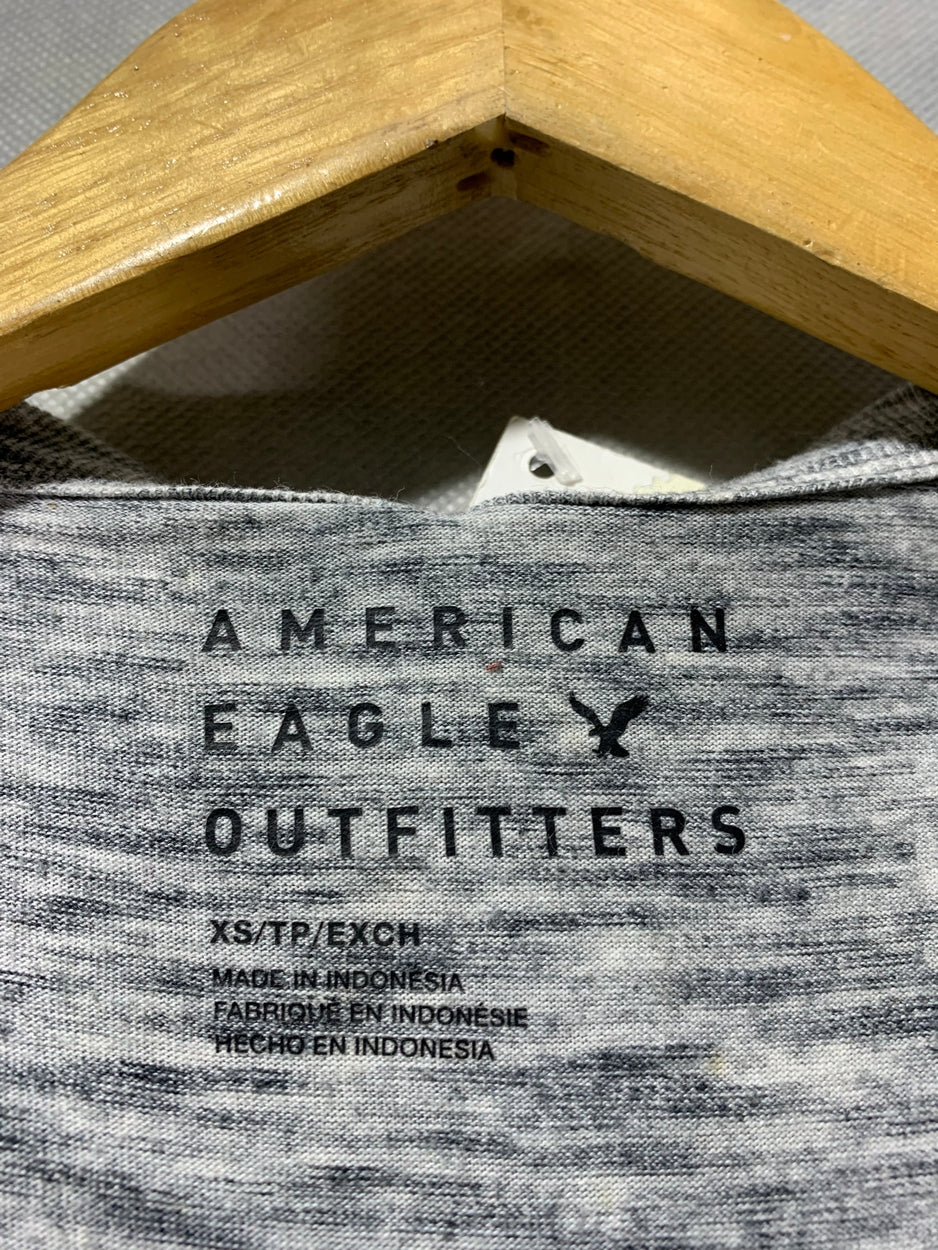 AMERICAN
EAGLE
OUTFITTERS
XS/TP/EXCH
MADE IN INDONESIA
FABRIQUÉ EN INDONÉSIE
HECHO EN INDONESIA